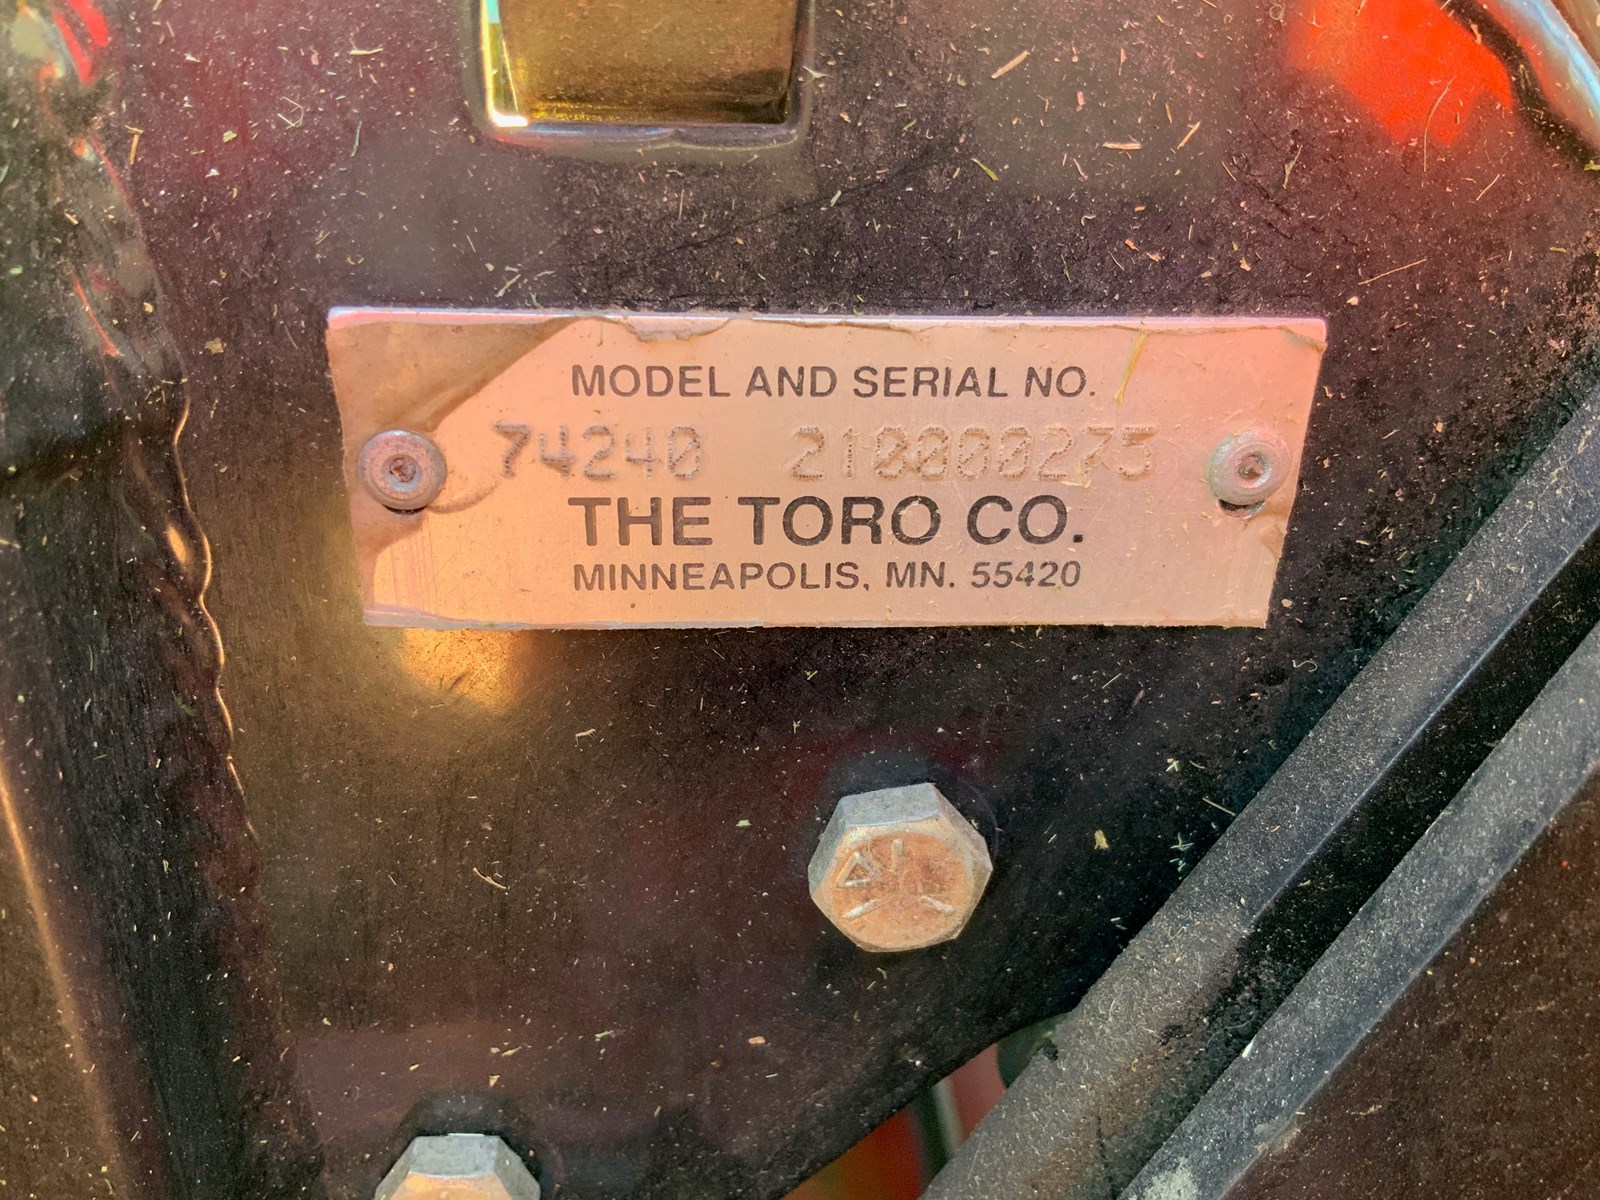 MODEL AND SERIAL NO.
74240 210000275
THE TORO CO.
MINNEAPOLIS, MN. 55420